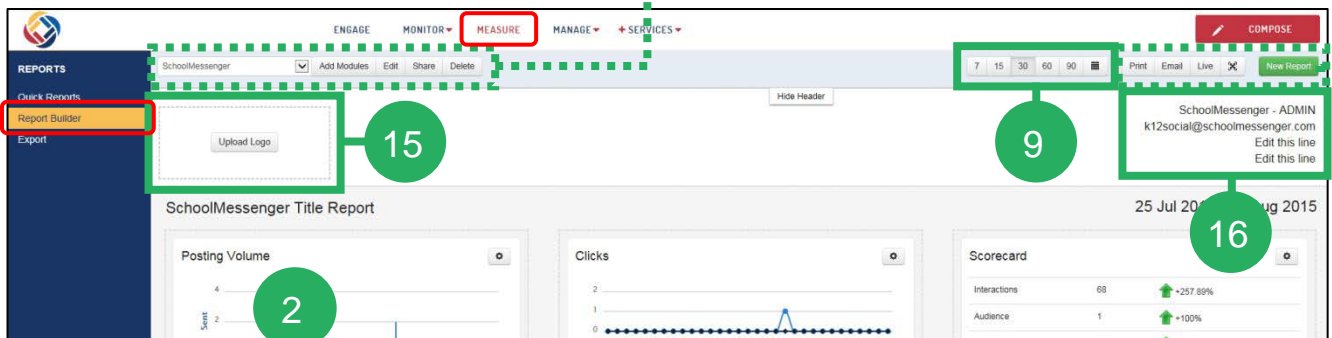 ENGAGE MONITOR MEASURE MANAGE + SERVICES COMPOSE
REPORTS
SchoolMessenger Add Modules Edit Share Delete 7 15 30 60 90 Print Email Live New Report
Quick Reports
Hide Header
Report Builder
Export
Upload Logo
15
9
SchoolMessenger - ADMIN
k12social@schoolmessenger.com
Edit this line
Edit this line
SchoolMessenger Title Report
25 Jul 20 ug 2015
16
Posting Volume
Clicks
Scorecard
4
Sent
2
2
2
1
0
Interactions 68 +257.89%
Audience 1 +100%